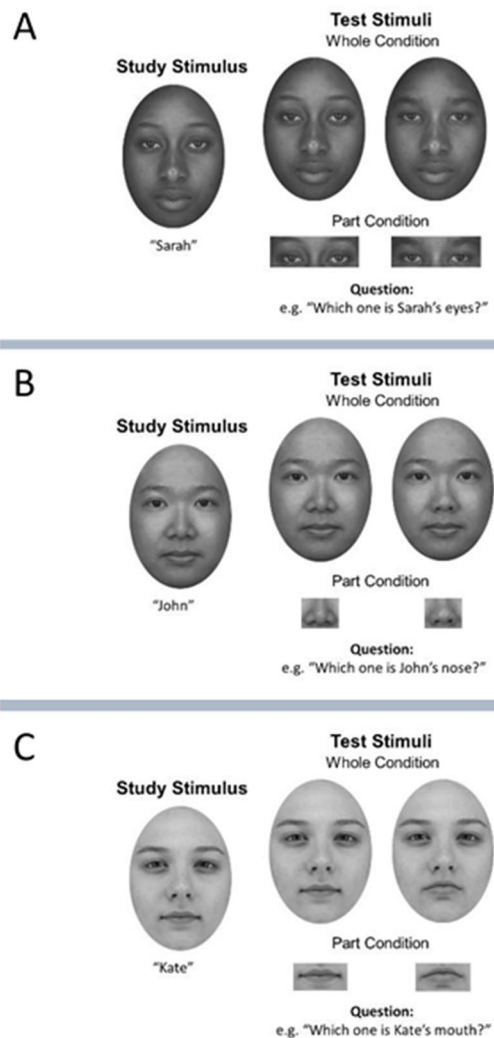 A
Test Stimuli
Whole Condition
Study Stimulus
"Sarah"
Part Condition
Question:
e.g. "Which one is Sarah's eyes?"
B
Test Stimuli
Whole Condition
Study Stimulus
"John"
Part Condition
Question:
e.g. "Which one is John's nose?"
C
Test Stimuli
Whole Condition
Study Stimulus
"Kate"
Part Condition
Question:
e.g. "Which one is Kate's mouth?"